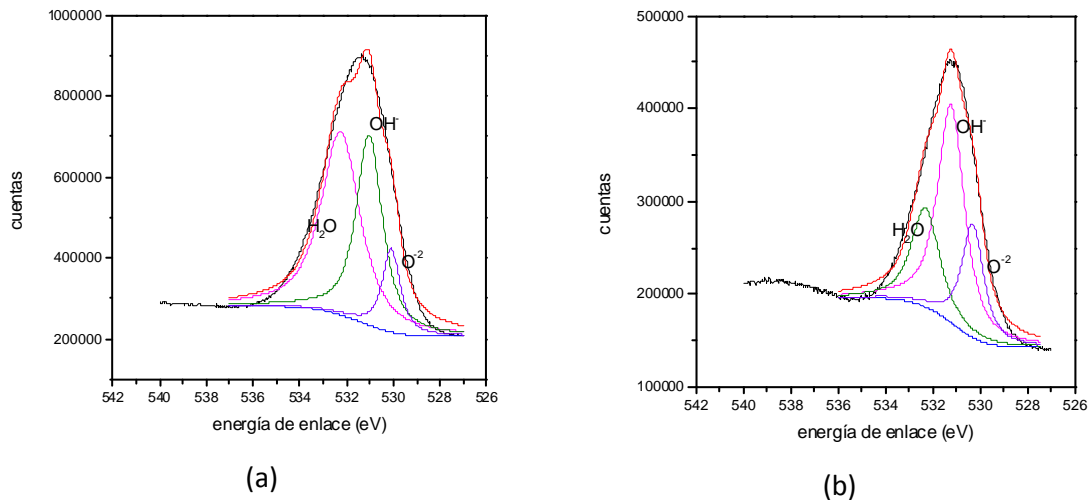 1000000
800000
600000
400000
200000
cuentas
OH-
H2O
O-2
542 540 538 536 534 532 530 528 526
energía de enlace (eV)
(a)
500000
400000
300000
200000
100000
cuentas
OH-
H2O
O-2
542 540 538 536 534 532 530 528 526
energía de enlace (eV)
(b)